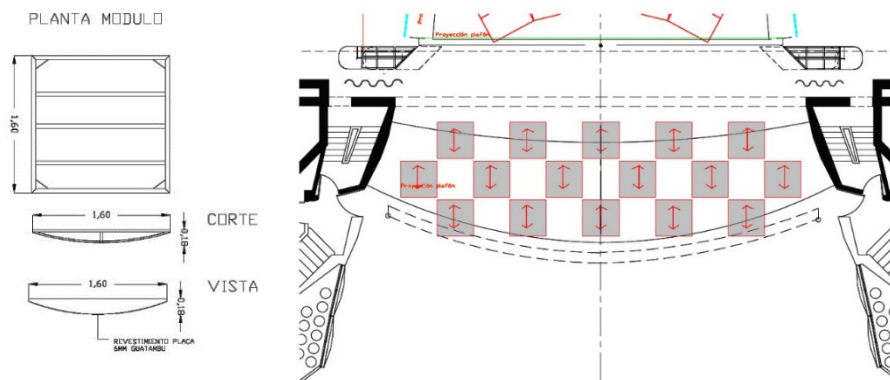 PLANTA MODULO
1,60
1,60
0,18
CORTE
1,60
0,18
VISTA
REVESTIMIENTO PLACA
6MM GUATAMBU
Proyección plafón
Proyección plafón